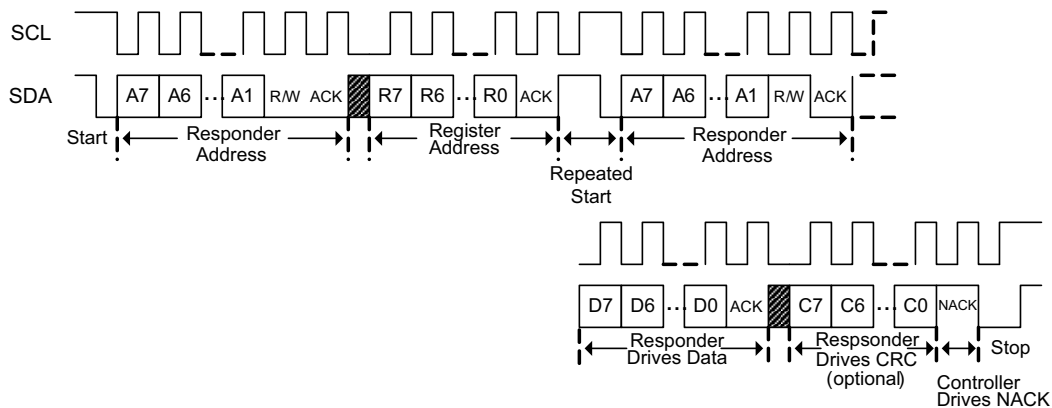 SCL
SDA
A7 A6 ... A1 R/W ACK R7 R6 ... R0 ACK A7 A6 ... A1 R/W ACK
Start
Responder
Address
Register
Address
Repeated
Start
Responder
Address
D7 D6 ... D0 ACK C7 C6 ... C0 NACK
Responder
Drives Data
Respsonder
Drives CRC
(optional)
Controller
Drives NACK
Stop